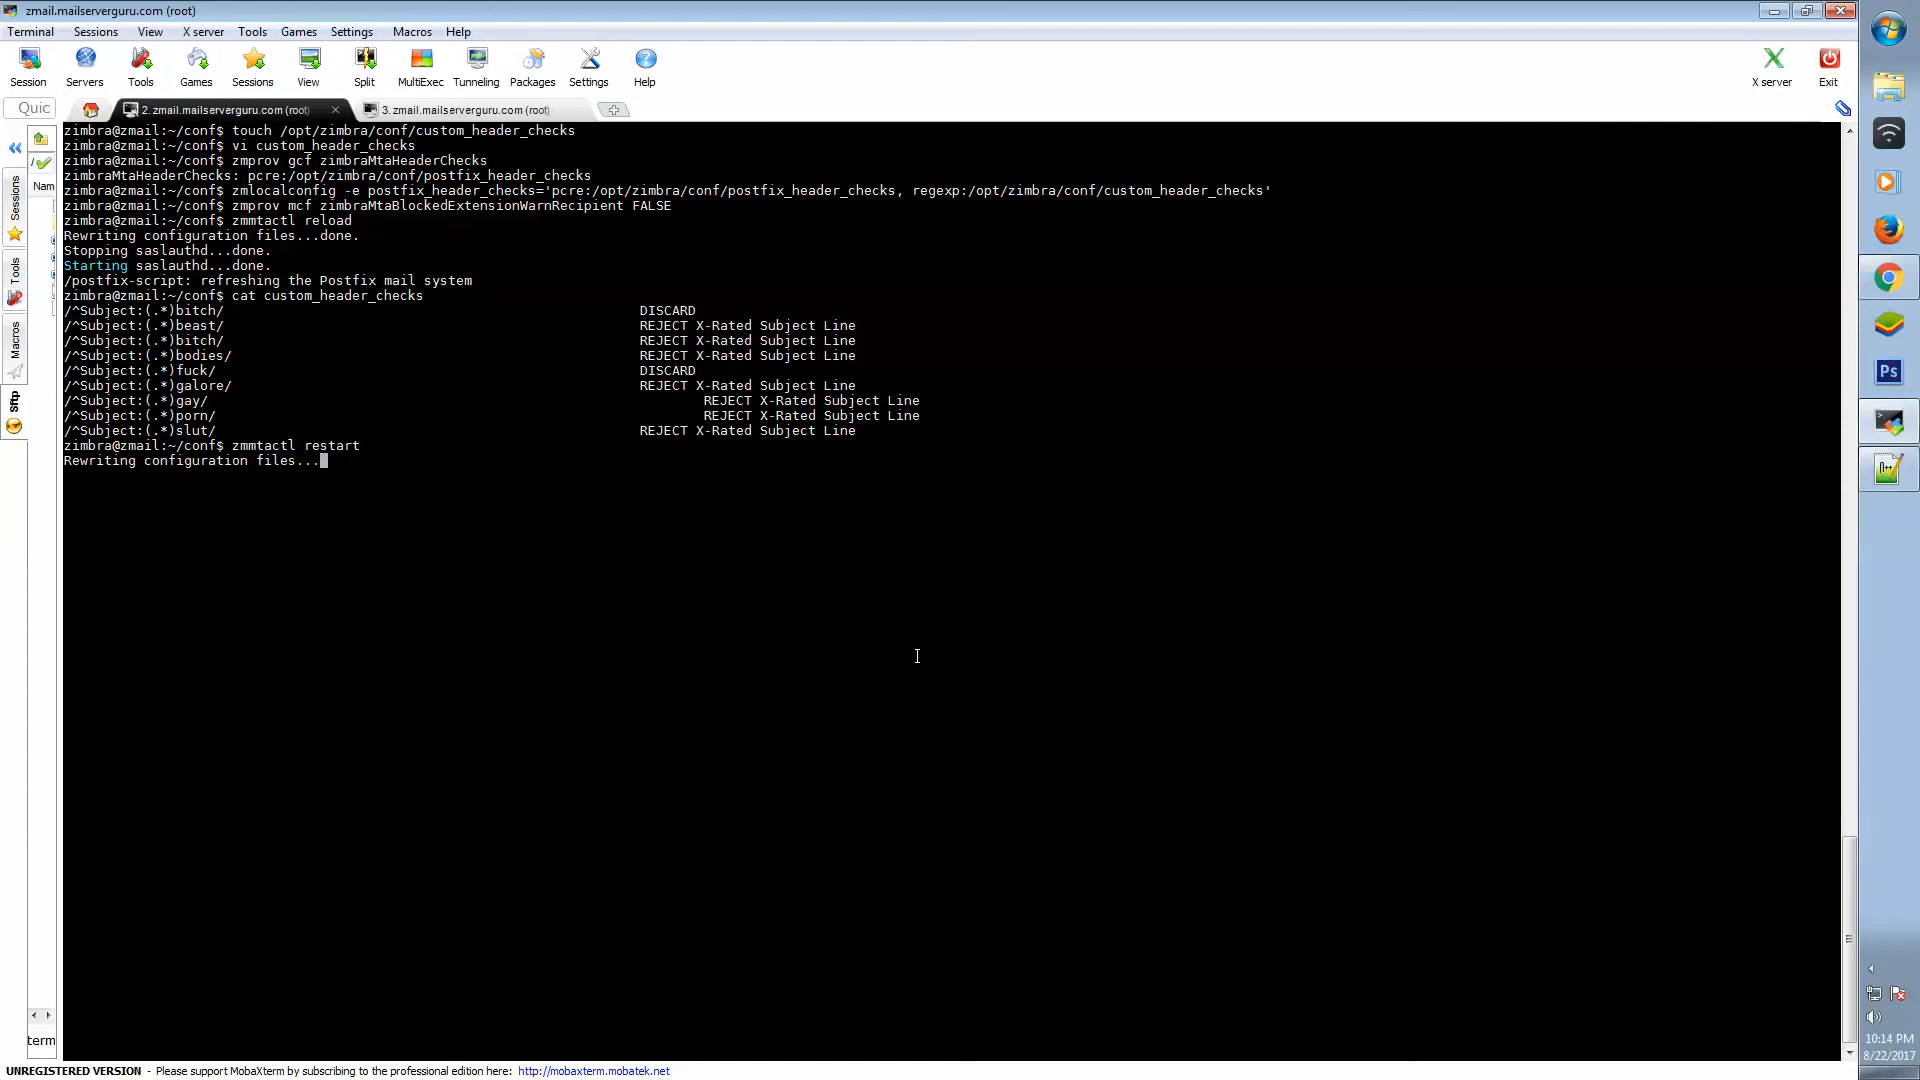 zmail.mailserverguru.com (root)
Terminal Sessions View X server Tools Games Settings Macros Help
Session Servers Tools Games Sessions View Split MultiExec Tunneling Packages Settings Help X server Exit
Quic 2. zmail.mailserverguru.com (root) 3. zmail.mailserverguru.com (root)
Nam
Sessions
Tools
Macros
Sftp
term
zimbra@zmail:~/conf$ touch /opt/zimbra/conf/custom_header_checks
zimbra@zmail:~/conf$ vi custom_header_checks
zimbra@zmail:~/conf$ zmprov gcf zimbraMtaHeaderChecks
zimbraMtaHeaderChecks: pcre:/opt/zimbra/conf/postfix_header_checks
zimbra@zmail:~/conf$ zmlocalconfig -e postfix_header_checks='pcre:/opt/zimbra/conf/postfix_header_checks, regexp:/opt/zimbra/conf/custom_header_checks'
zimbra@zmail:~/conf$ zmprov mcf zimbraMtaBlockedExtensionWarnRecipient FALSE
zimbra@zmail:~/conf$ zmmtactl reload
Rewriting configuration files...done.
Stopping saslauthd...done.
Starting saslauthd...done.
/postfix-script: refreshing the Postfix mail system
zimbra@zmail:~/conf$ cat custom_header_checks
/^Subject:(.*)bitch/ DISCARD
/^Subject:(.*)beast/ REJECT X-Rated Subject Line
/^Subject:(.*)bitch/ REJECT X-Rated Subject Line
/^Subject:(.*)bodies/ REJECT X-Rated Subject Line
/^Subject:(.*)fuck/ DISCARD
/^Subject:(.*)galore/ REJECT X-Rated Subject Line
/^Subject:(.*)gay/ REJECT X-Rated Subject Line
/^Subject:(.*)porn/ REJECT X-Rated Subject Line
/^Subject:(.*)slut/ REJECT X-Rated Subject Line
zimbra@zmail:~/conf$ zmmtactl restart
Rewriting configuration files...
Ps
10:14 PM
8/22/2017
UNREGISTERED VERSION - Please support MobaXterm by subscribing to the professional edition here: http://mobaxterm.mobatek.net